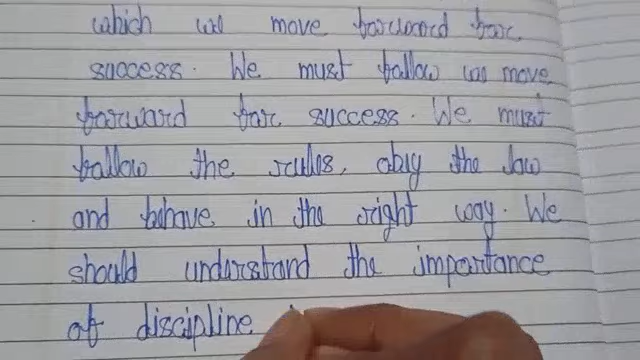 which we move forward for
success. We must follow us move
forward for success. We must
follow the rules, obey the law
and behave in the right way. We
should understand the importance
of discipline